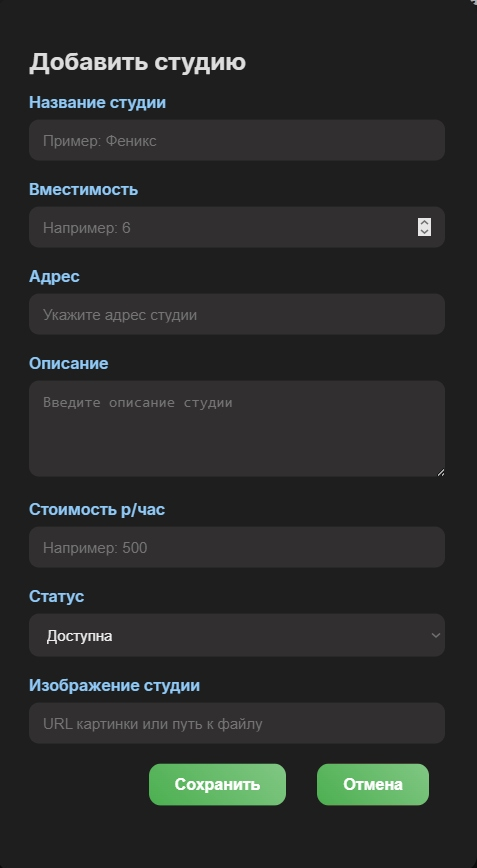 Добавить студию
Название студии
Пример: Феникс
Вместимость
Например: 6
Адрес
Укажите адрес студии
Описание
Введите описание студии
Стоимость р/час
Например: 500
Статус
Доступна
Изображение студии
URL картинки или путь к файлу
Сохранить Отмена